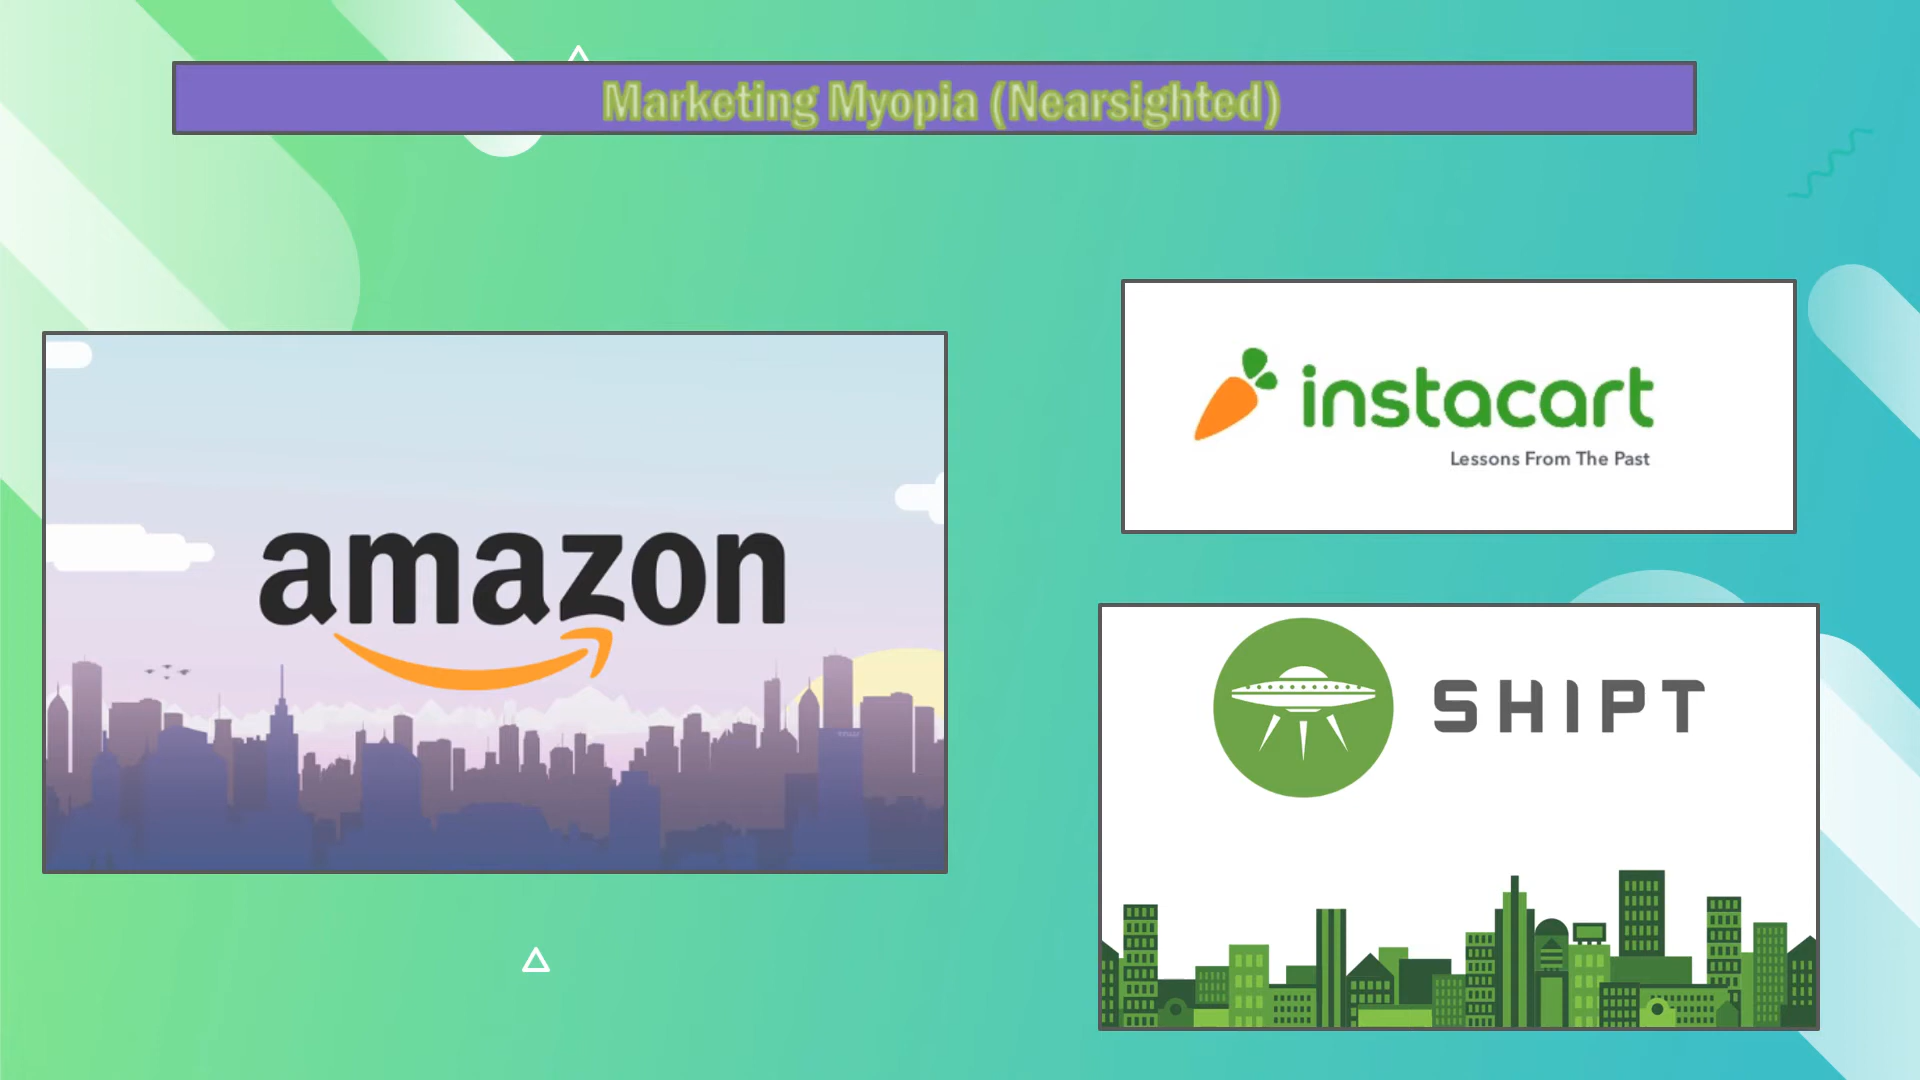 Marketing Myopia (Nearsighted)
amazon
instacart
Lessons From The Past
SHIPT